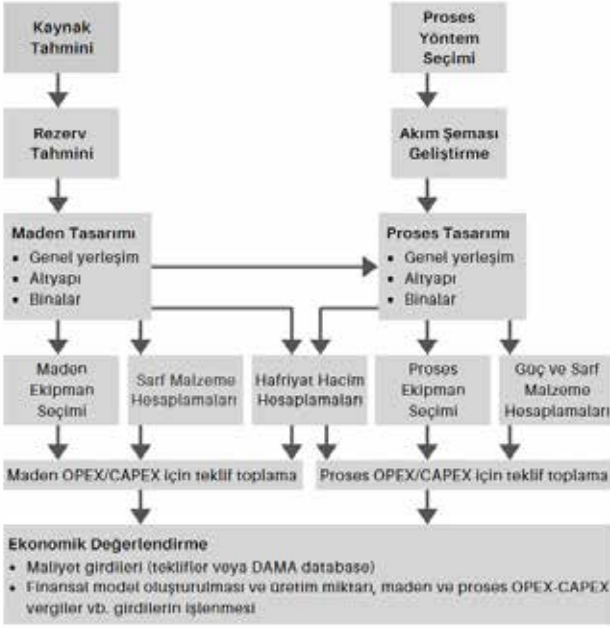 Kaynak
Tahmini
Proses
Yöntem
Seçimi
Rezerv
Tahmini
Akım Şeması
Geliştirme
Maden Tasarımı
• Genel yerleşim
• Altyapı
• Binalar
Proses Tasarımı
• Genel yerleşim
• Altyapı
• Binalar
Maden
Ekipman
Seçimi
Sarf Malzeme
Hesaplamaları
Hafriyat Hacim
Hesaplamaları
Proses
Ekipman
Seçimi
Güç ve Sarf
Malzeme
Hesaplamaları
Maden OPEX/CAPEX için teklif toplama
Proses OPEX/CAPEX için teklif toplama
Ekonomik Değerlendirme
• Maliyet girdileri (teklifler veya DAMA database)
• Finansal model oluşturulması ve üretim miktarı, maden ve proses OPEX-CAPEX
vergiler vb. girdilerin işlenmesi